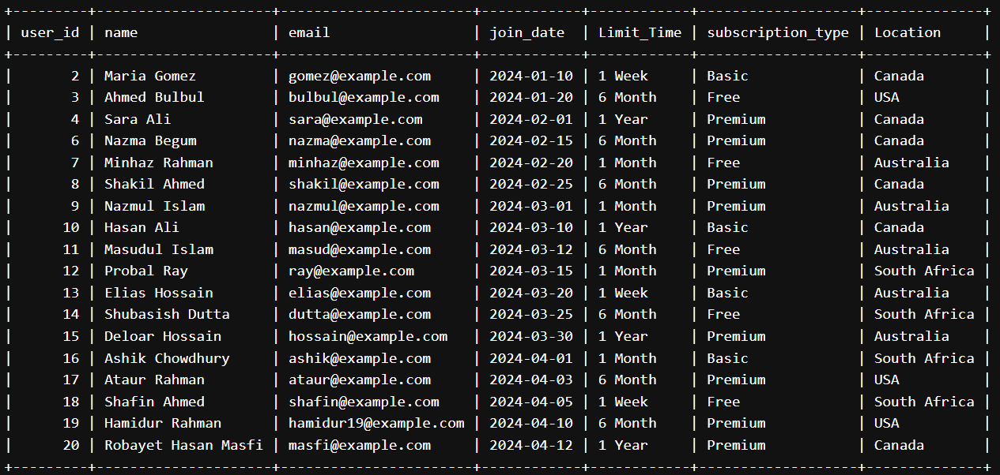 +---------+----------------------+------------------------+------------+------------+-------------------+--------------+
| user_id | name                 | email                  | join_date  | Limit_Time | subscription_type | Location     |
+---------+----------------------+------------------------+------------+------------+-------------------+--------------+
|       2 | Maria Gomez          | gomez@example.com      | 2024-01-10 | 1 Week     | Basic             | Canada       |
|       3 | Ahmed Bulbul         | bulbul@example.com     | 2024-01-20 | 6 Month    | Free              | USA          |
|       4 | Sara Ali             | sara@example.com       | 2024-02-01 | 1 Year     | Premium           | Canada       |
|       6 | Nazma Begum          | nazma@example.com      | 2024-02-15 | 6 Month    | Premium           | Canada       |
|       7 | Minhaz Rahman        | minhaz@example.com     | 2024-02-20 | 1 Month    | Free              | Australia    |
|       8 | Shakil Ahmed         | shakil@example.com     | 2024-02-25 | 6 Month    | Premium           | Canada       |
|       9 | Nazmul Islam         | nazmul@example.com     | 2024-03-01 | 1 Month    | Premium           | Australia    |
|      10 | Hasan Ali            | hasan@example.com      | 2024-03-10 | 1 Year     | Basic             | Canada       |
|      11 | Masudul Islam        | masud@example.com      | 2024-03-12 | 6 Month    | Free              | Australia    |
|      12 | Probal Ray           | ray@example.com        | 2024-03-15 | 1 Month    | Premium           | South Africa |
|      13 | Elias Hossain        | elias@example.com      | 2024-03-20 | 1 Week     | Basic             | Australia    |
|      14 | Shubasish Dutta      | dutta@example.com      | 2024-03-25 | 6 Month    | Free              | South Africa |
|      15 | Deloar Hossain       | hossain@example.com    | 2024-03-30 | 1 Year     | Premium           | Australia    |
|      16 | Ashik Chowdhury      | ashik@example.com      | 2024-04-01 | 1 Month    | Basic             | South Africa |
|      17 | Ataur Rahman         | ataur@example.com      | 2024-04-03 | 6 Month    | Premium           | USA          |
|      18 | Shafin Ahmed         | shafin@example.com     | 2024-04-05 | 1 Week     | Free              | South Africa |
|      19 | Hamidur Rahman       | hamidur19@example.com  | 2024-04-10 | 6 Month    | Premium           | USA          |
|      20 | Robayet Hasan Masfi  | masfi@example.com      | 2024-04-12 | 1 Year     | Premium           | Canada       |
+---------+----------------------+------------------------+------------+------------+-------------------+--------------+